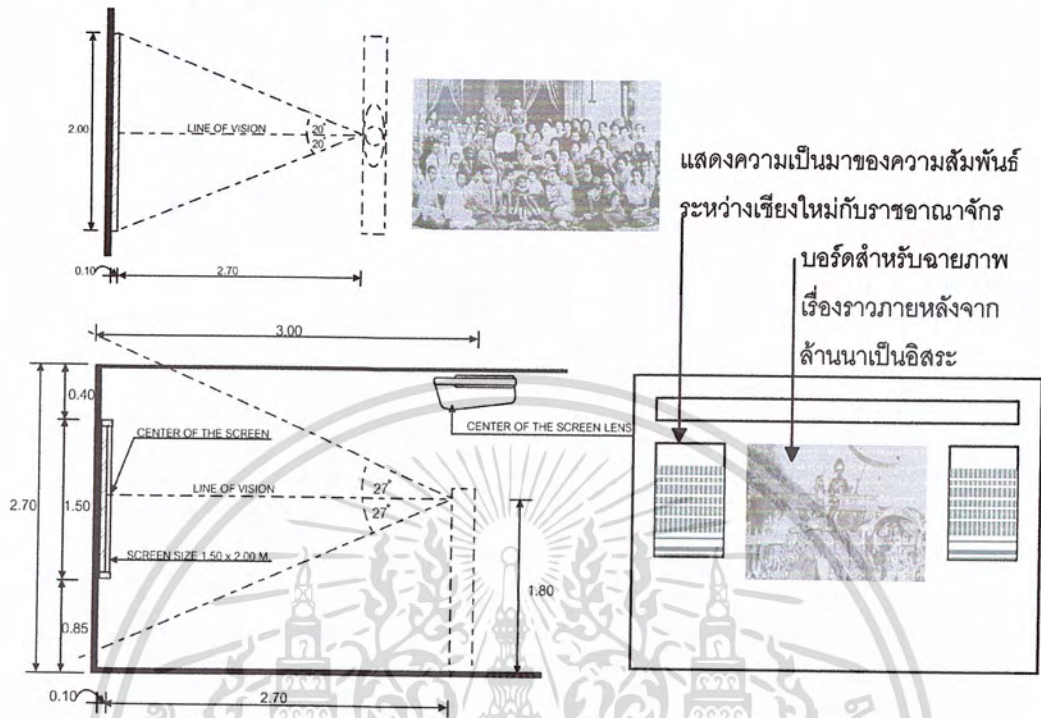 2.00
LINE OF VISION
20°
20°
0.10
2.70
แสดงความเป็นมาของความสัมพันธ์
ระหว่างเชียงใหม่กับราชอาณาจักร
บอร์ดสำหรับฉายภาพ
เรื่องราวภายหลังจาก
ล้านนาเป็นอิสระ
3.00
0.40
CENTER OF THE SCREEN
CENTER OF THE SCREEN LENS
LINE OF VISION
27°
27°
2.70
1.50
SCREEN SIZE 1.50 x 2.00 M.
1.80
0.85
0.10
2.70